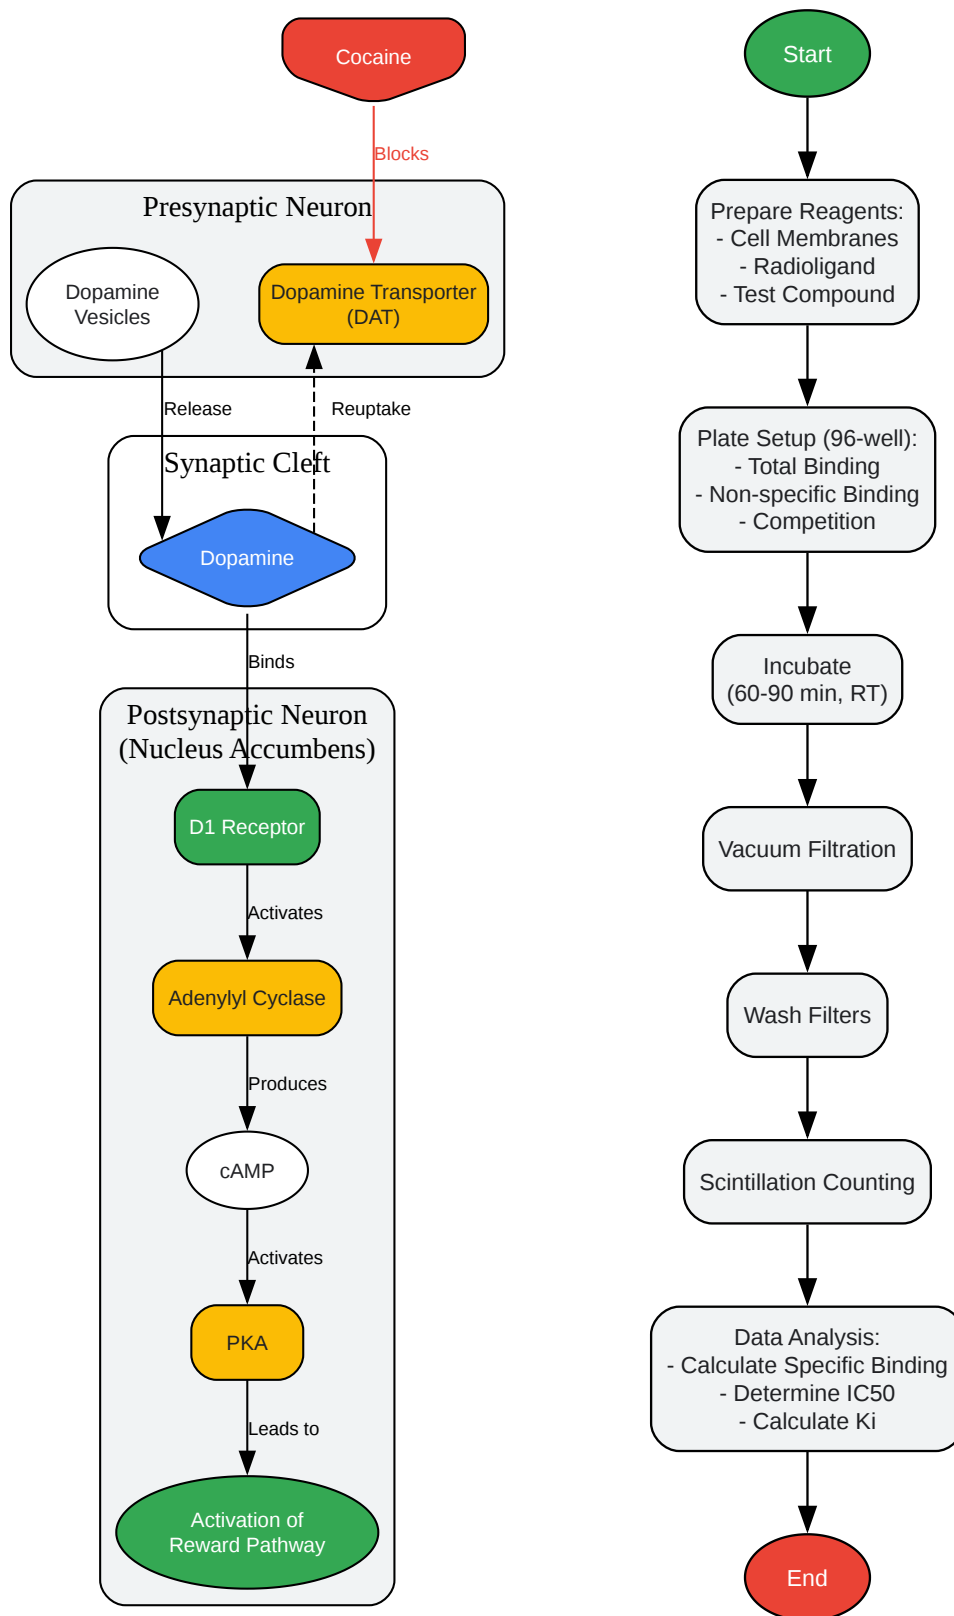 Cocaine
Blocks
Presynaptic Neuron
Dopamine
Vesicles
Dopamine Transporter
(DAT)
Release
Reuptake
Synaptic Cleft
Dopamine
Binds
Postsynaptic Neuron
(Nucleus Accumbens)
D1 Receptor
Activates
Adenylyl Cyclase
Produces
cAMP
Activates
PKA
Leads to
Activation of
Reward Pathway
Start
Prepare Reagents:
- Cell Membranes
- Radioligand
- Test Compound
Plate Setup (96-well):
- Total Binding
- Non-specific Binding
- Competition
Incubate
(60-90 min, RT)
Vacuum Filtration
Wash Filters
Scintillation Counting
Data Analysis:
- Calculate Specific Binding
- Determine IC50
- Calculate Ki
End